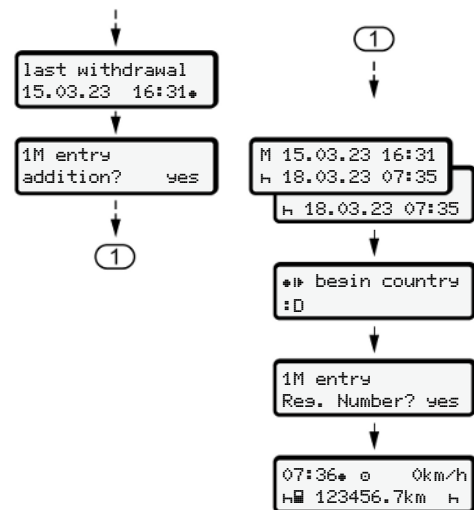 last withdrawal
15.03.23 16:31
1M entry
addition? yes
1
1
M 15.03.23 16:31
h 18.03.23 07:35
h 18.03.23 07:35
begin country
:D
1M entry
Reg. Number? yes
07:36 0km/h
h 123456.7km h